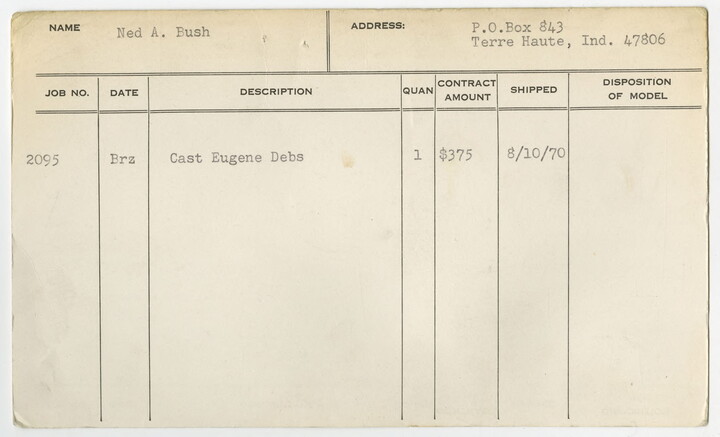 NAME Ned A. Bush ADDRESS: P.O.Box 843
Terre Haute, Ind. 47806
JOB NO. DATE DESCRIPTION QUAN CONTRACT AMOUNT SHIPPED DISPOSITION OF MODEL
2095 Brz Cast Eugene Debs 1 $375 8/10/70